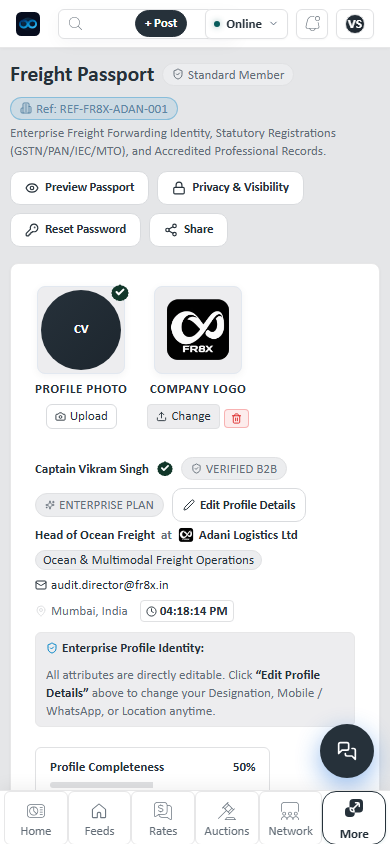 + Post
Online
VS
Freight Passport
Standard Member
Ref: REF-FR8X-ADAN-001
Enterprise Freight Forwarding Identity, Statutory Registrations
(GSTN/PAN/IEC/MTO), and Accredited Professional Records.
Preview Passport
Privacy & Visibility
Reset Password
Share
CV
FR8X
PROFILE PHOTO
COMPANY LOGO
Upload
Change
Captain Vikram Singh
VERIFIED B2B
ENTERPRISE PLAN
Edit Profile Details
Head of Ocean Freight at Adani Logistics Ltd
Ocean & Multimodal Freight Operations
audit.director@fr8x.in
Mumbai, India
04:18:14 PM
Enterprise Profile Identity:
All attributes are directly editable. Click “Edit Profile
Details” above to change your Designation, Mobile /
WhatsApp, or Location anytime.
Profile Completeness
50%
Home
Feeds
Rates
Auctions
Network
More